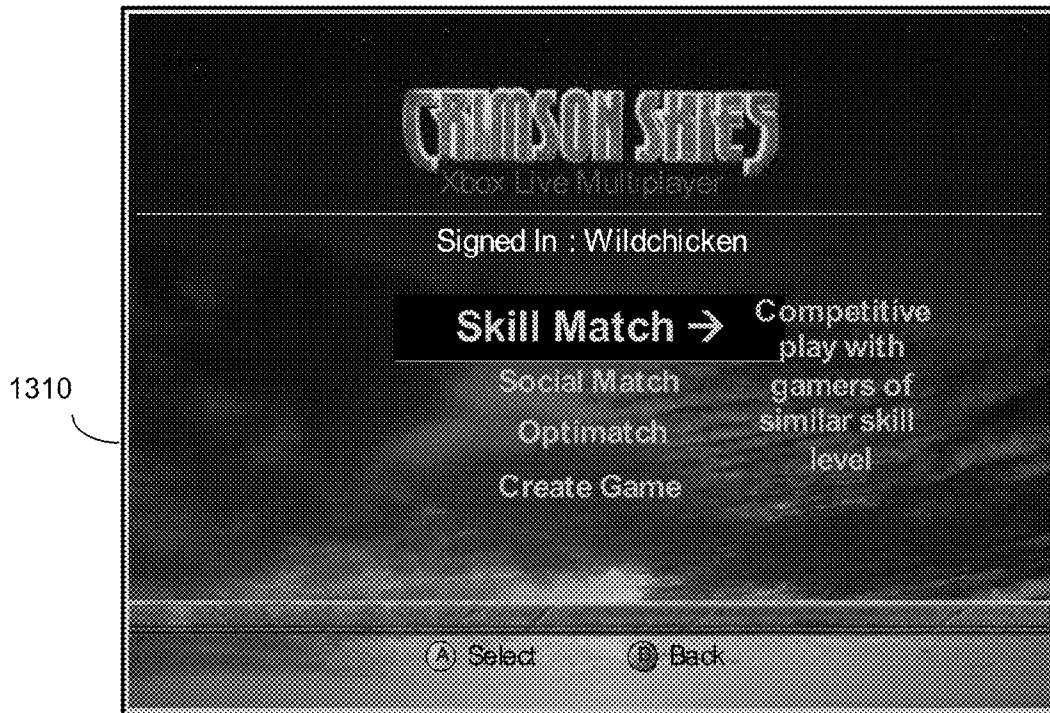 CRIMSON SKIES
Xbox Live Multiplayer
Signed In : Wildchicken
Skill Match →
Competitive
play with
gamers of
similar skill
level
Social Match
Optimatch
Create Game
1310
A Select
B Back